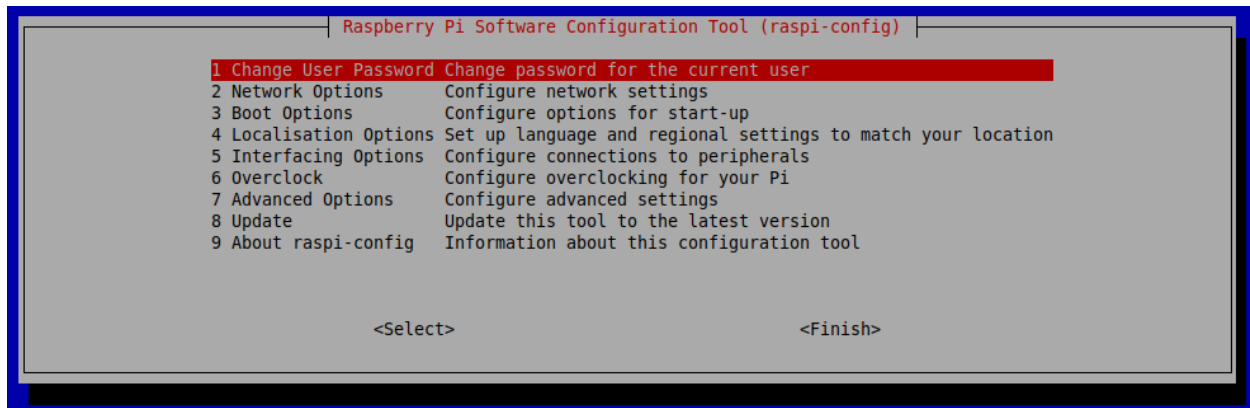 Raspberry Pi Software Configuration Tool (raspi-config)
1 Change User Password Change password for the current user
2 Network Options Configure network settings
3 Boot Options Configure options for start-up
4 Localisation Options Set up language and regional settings to match your location
5 Interfacing Options Configure connections to peripherals
6 Overclock Configure overclocking for your Pi
7 Advanced Options Configure advanced settings
8 Update Update this tool to the latest version
9 About raspi-config Information about this configuration tool
<Select> <Finish>